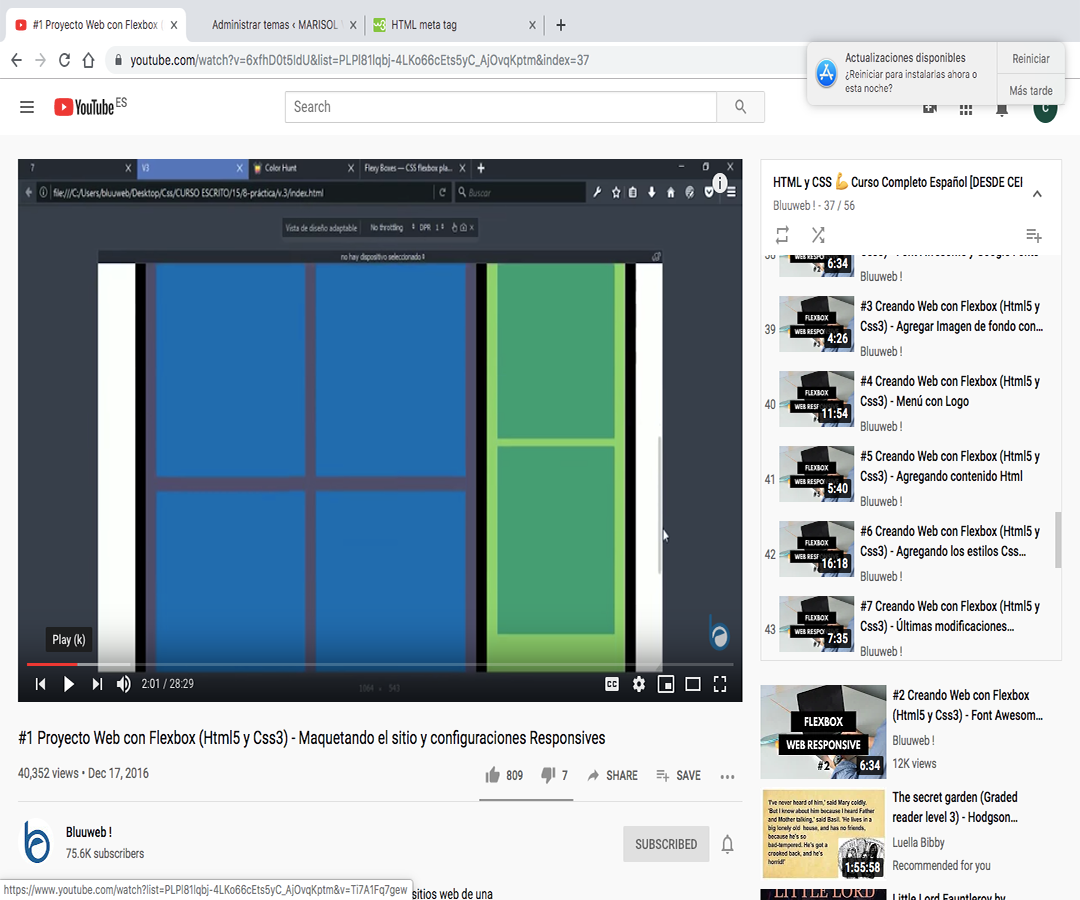 #1 Proyecto Web con Flexbox (
Administrar temas ‹ MARISOL
HTML meta tag
youtube.com/watch?v=6xfhD0t5ldU&list=PLPl81lqbj-4LKo66cEts5yC_AjOvqKptm&index=37
Actualizaciones disponibles
¿Reiniciar para instalarlas ahora o
esta noche?
Reiniciar
Más tarde
YouTube ES
Search
C
?
V3
Color Hunt
Flexy Boxes — CSS flexbox pla...
file:///C:/Users/bluuweb/Desktop/Css/CURSO ESCRITO/15/8-práctica/v.3/index.html
Buscar
Vista de diseño adaptable
No throttling
DPR 1
no hay dispositivo seleccionado
Play (k)
2:01 / 28:29
CC
1064 x 543
#1 Proyecto Web con Flexbox (Html5 y Css3) - Maquetando el sitio y configuraciones Responsives
40,352 views • Dec 17, 2016
809
7
SHARE
SAVE
Bluuweb !
75.6K subscribers
SUBSCRIBED
https://www.youtube.com/watch?list=PLPl81lqbj-4LKo66cEts5yC_AjOvqKptm&v=Ti7A1Fq7gew
sitios web de una
HTML y CSS 💪 Curso Completo Español [DESDE CEI
Bluuweb ! - 37 / 56
38
6:34
Css3) - Font Awesome y Google Fonts
Bluuweb !
39
FLEXBOX
4:26
#3 Creando Web con Flexbox (Html5 y
Css3) - Agregar Imagen de fondo con...
Bluuweb !
40
FLEXBOX
11:54
#4 Creando Web con Flexbox (Html5 y
Css3) - Menú con Logo
Bluuweb !
41
FLEXBOX
5:40
#5 Creando Web con Flexbox (Html5 y
Css3) - Agregando contenido Html
Bluuweb !
42
FLEXBOX
16:18
#6 Creando Web con Flexbox (Html5 y
Css3) - Agregando los estilos Css...
Bluuweb !
43
FLEXBOX
7:35
#7 Creando Web con Flexbox (Html5 y
Css3) - Últimas modificaciones...
Bluuweb !
FLEXBOX
WEB RESPONSIVE
#2
6:34
#2 Creando Web con Flexbox
(Html5 y Css3) - Font Awesom...
Bluuweb !
12K views
'I've never heard of him,' said Mary coldly.
'But I know about him because I heard Father
and Mother talking,' said Basil. 'He lives in a
big lonely old house, and has no friends,
because he's so
bad-tempered. He's got a
crooked back, and he's
horrid!'
1:55:58
The secret garden (Graded
reader level 3) - Hodgson...
Luella Bibby
Recommended for you
LITTLE LORD
Little Lord Fauntleroy by